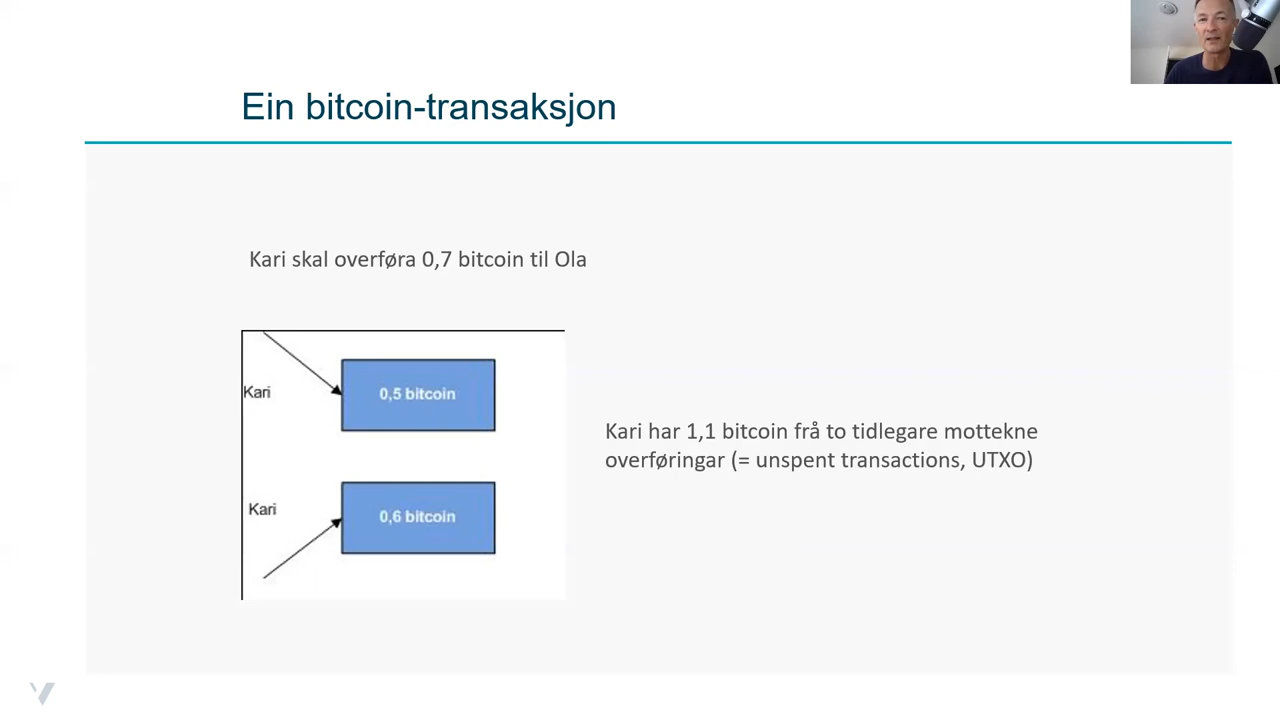 Ein bitcoin-transaksjon
Kari skal overføra 0,7 bitcoin til Ola
Kari
0,5 bitcoin
Kari har 1,1 bitcoin frå to tidlegare mottekne
overføringar (= unspent transactions, UTXO)
Kari
0,6 bitcoin